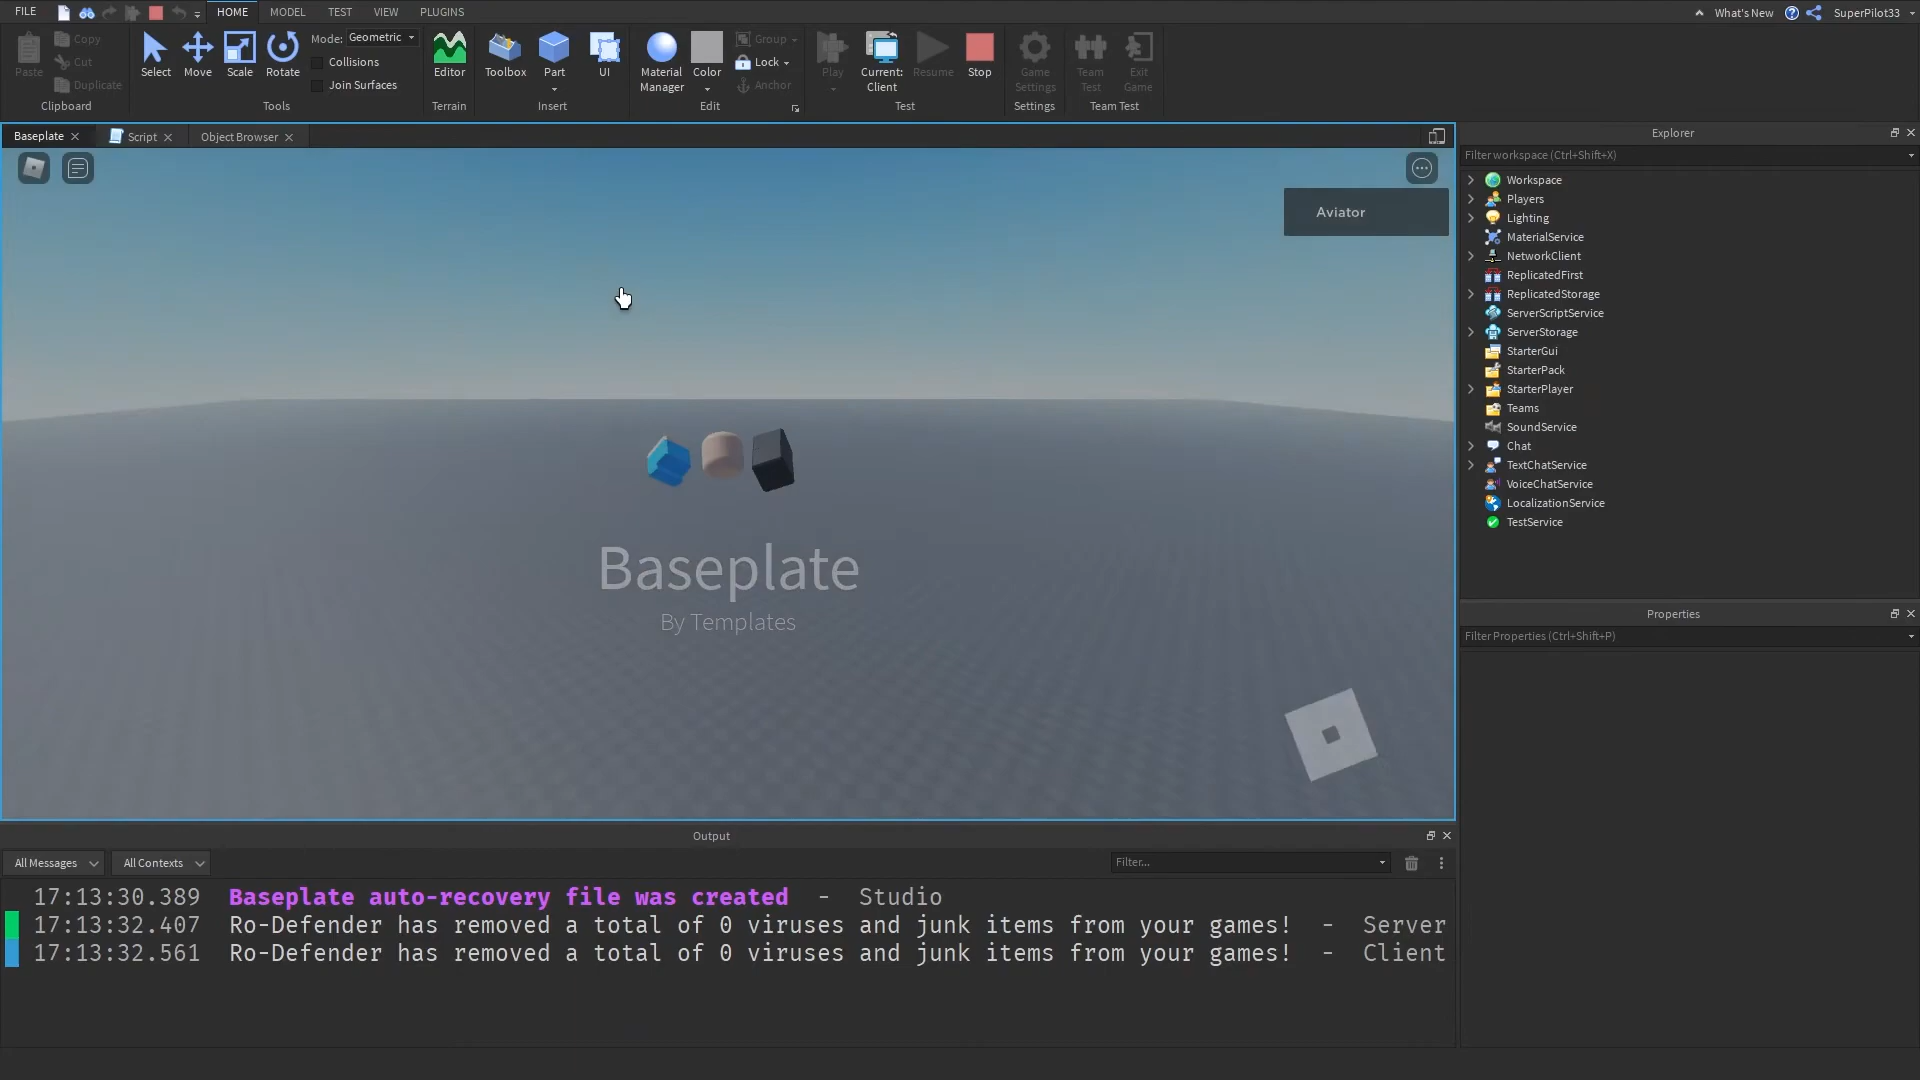 FILE HOME MODEL TEST VIEW PLUGINS What's New SuperPilot33
Paste Copy Cut Duplicate Clipboard
Select Move Scale Rotate Mode: Geometric Collisions Join Surfaces Tools
Editor Terrain
Toolbox Part UI Insert
Material Manager Color Group Lock Anchor Edit
Play Current: Client Resume Stop Test
Game Settings Settings
Team Test Exit Game Team Test
Baseplate Script Object Browser
Aviator
Baseplate
By Templates
Explorer
Filter workspace (Ctrl+Shift+X)
Workspace
Players
Lighting
MaterialService
NetworkClient
ReplicatedFirst
ReplicatedStorage
ServerScriptService
ServerStorage
StarterGui
StarterPack
StarterPlayer
Teams
SoundService
Chat
TextChatService
VoiceChatService
LocalizationService
TestService
Properties
Filter Properties (Ctrl+Shift+P)
Output
All Messages All Contexts Filter...
17:13:30.389 Baseplate auto-recovery file was created - Studio
17:13:32.407 Ro-Defender has removed a total of 0 viruses and junk items from your games! - Server
17:13:32.561 Ro-Defender has removed a total of 0 viruses and junk items from your games! - Client